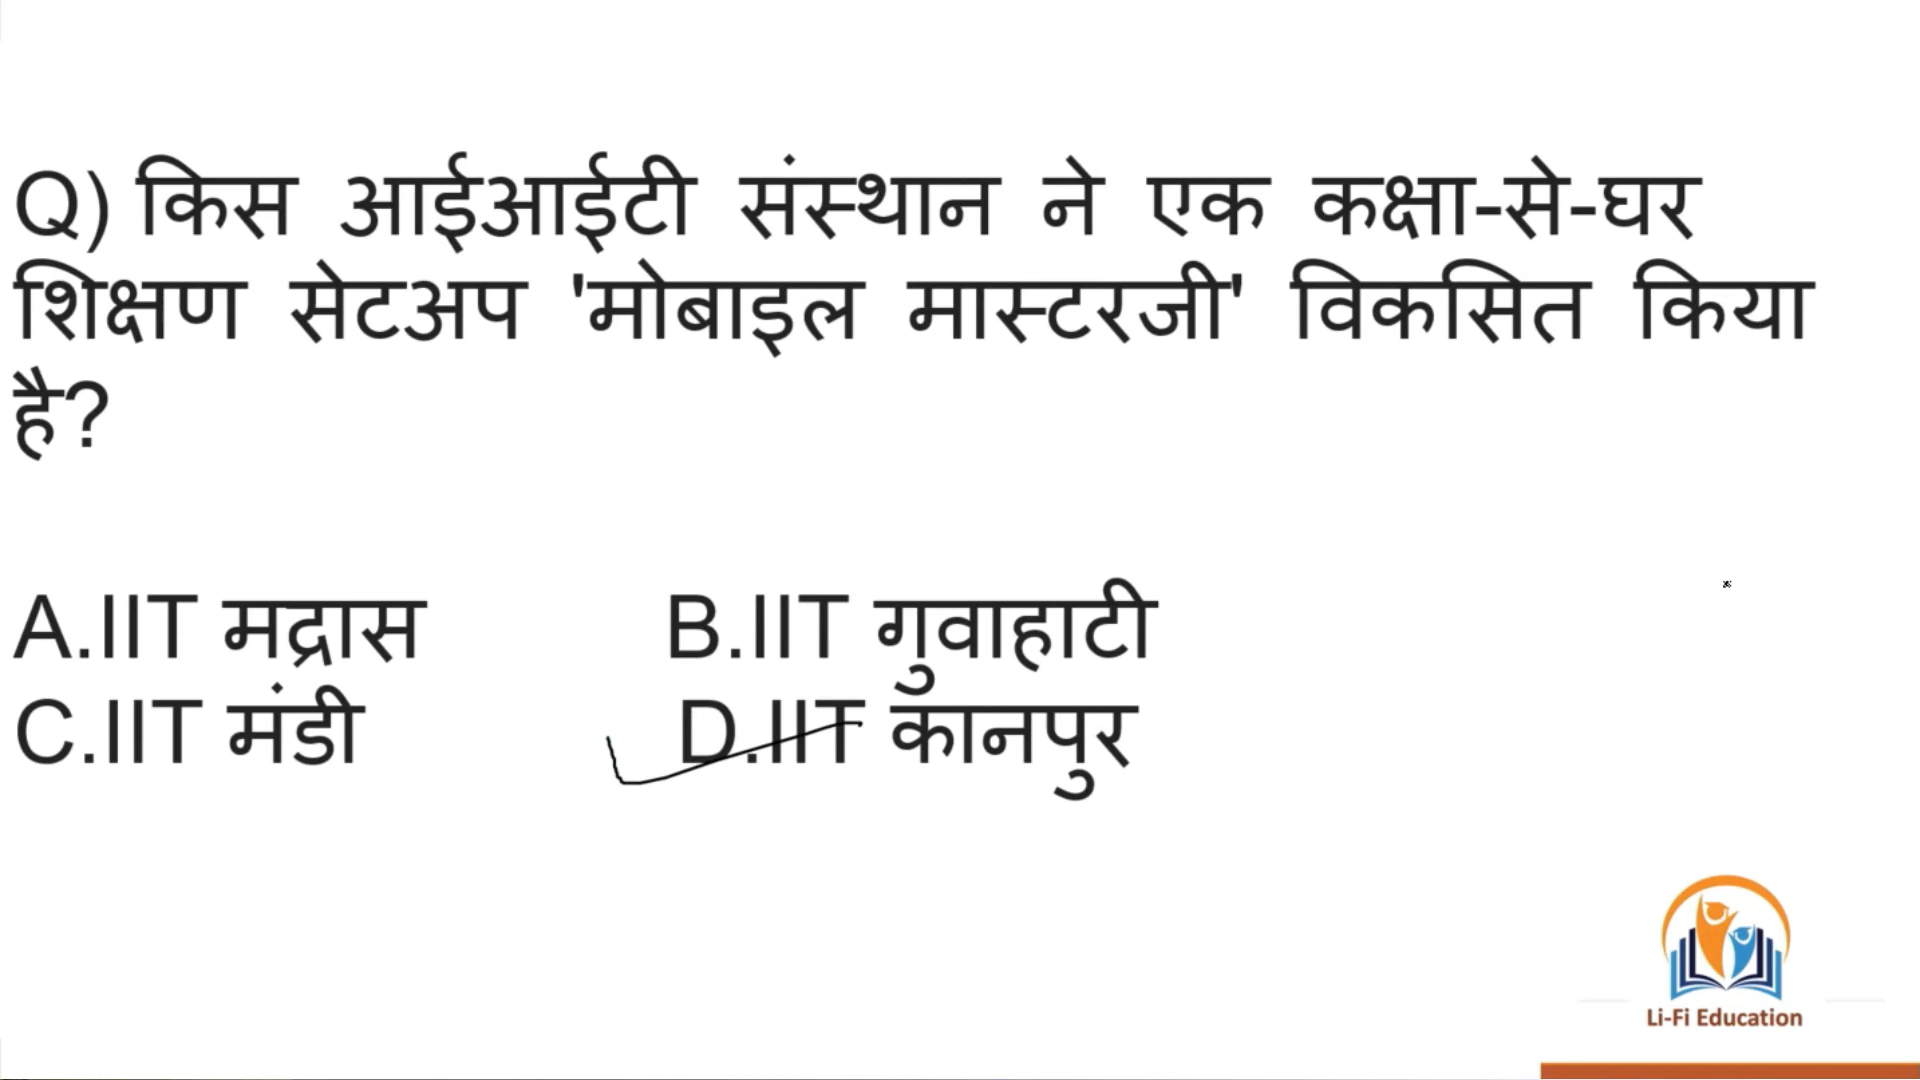 Q) किस आईआईटी संस्थान ने एक कक्षा-से-घर
शिक्षण सेटअप 'मोबाइल मास्टरजी' विकसित किया
है?
A.IIT मद्रास B.IIT गुवाहाटी
C.IIT मंडी D.IIT कानपुर
Li-Fi Education